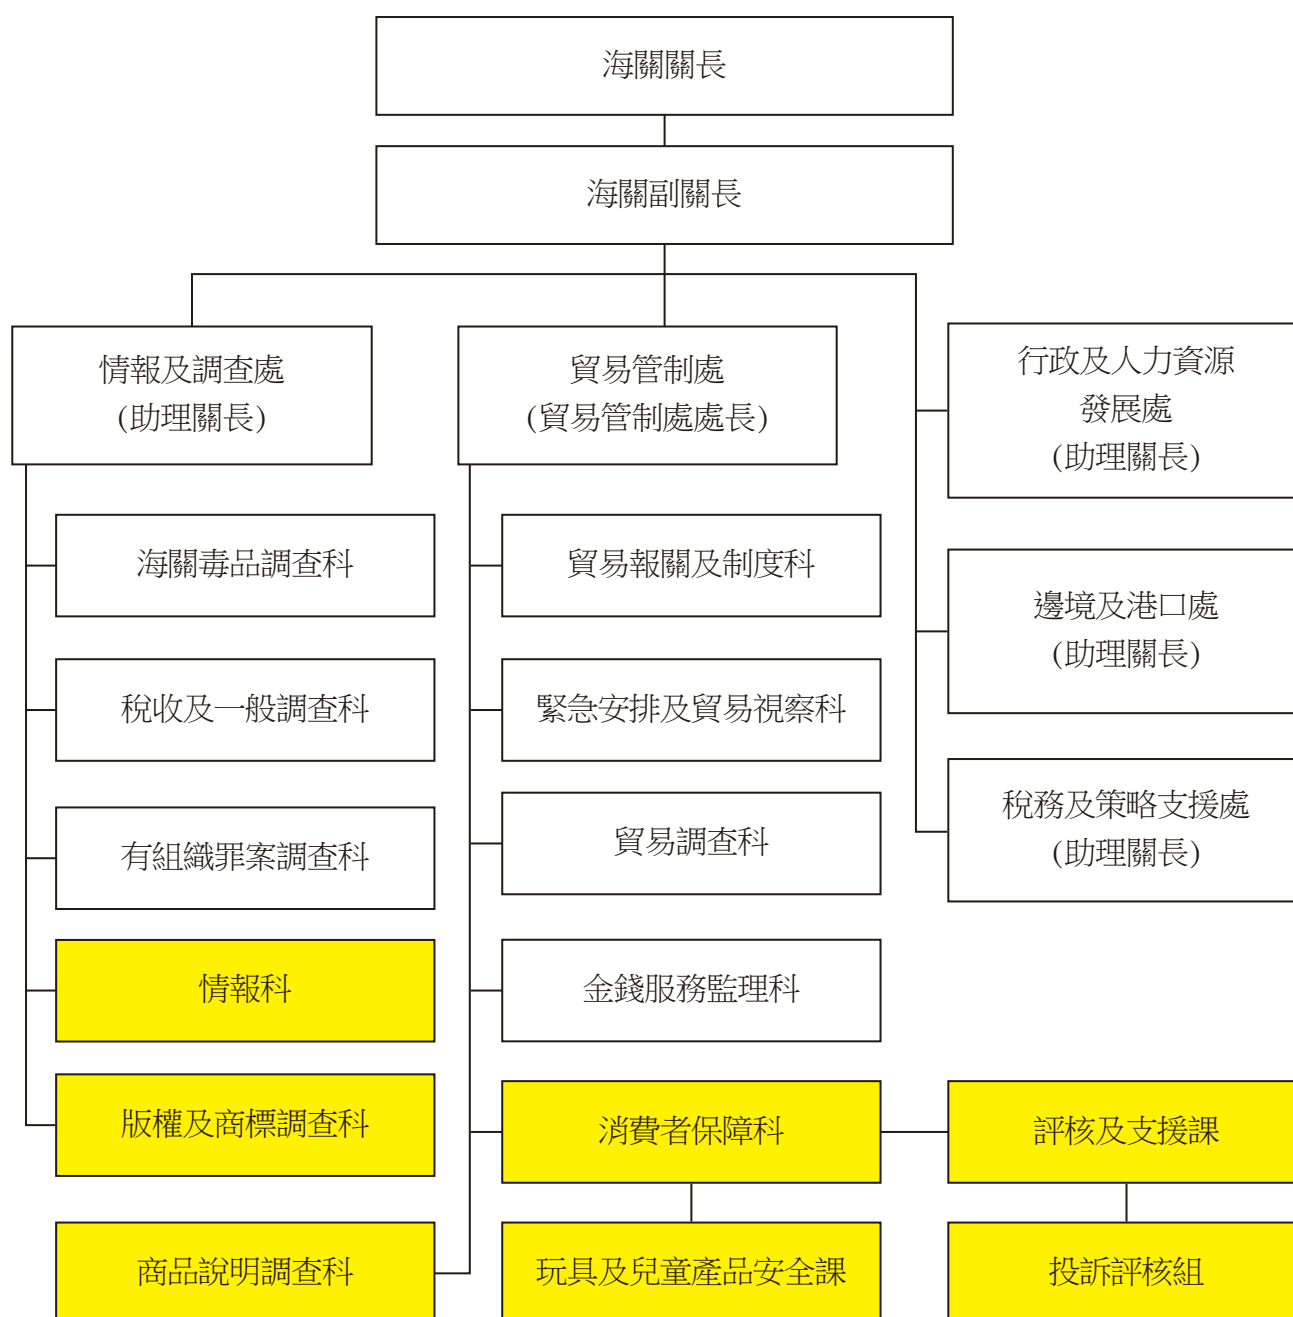 海關關長
海關副關長
情報及調查處
(助理關長)
貿易管制處
(貿易管制處處長)
行政及人力資源
發展處
(助理關長)
海關毒品調查科
貿易報關及制度科
邊境及港口處
(助理關長)
稅收及一般調查科
緊急安排及貿易視察科
有組織罪案調查科
貿易調查科
稅務及策略支援處
(助理關長)
情報科
金錢服務監理科
版權及商標調查科
消費者保障科
評核及支援課
商品說明調查科
玩具及兒童產品安全課
投訴評核組